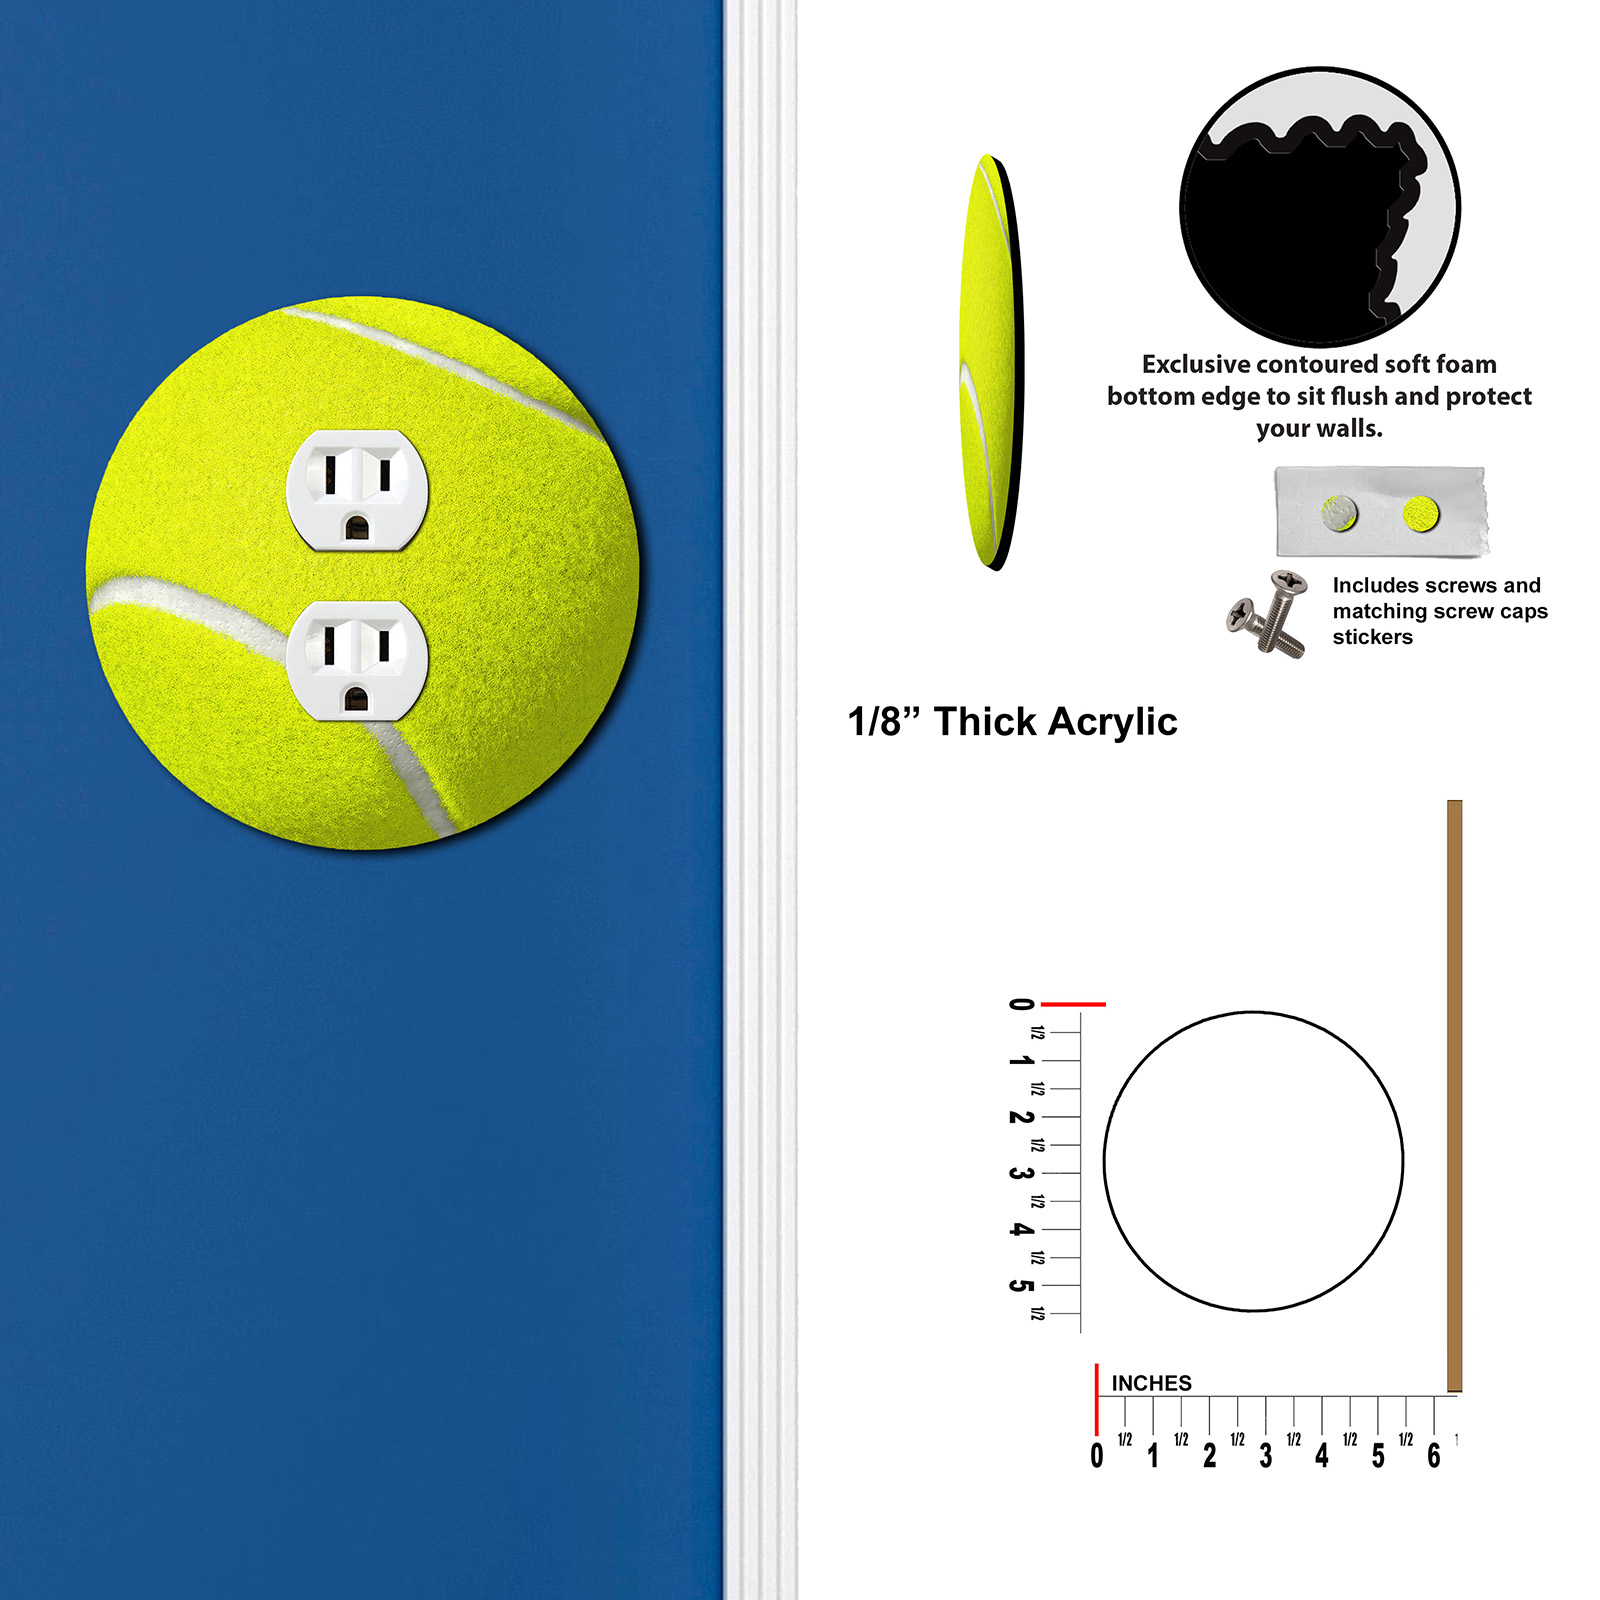 Exclusive contoured soft foam
bottom edge to sit flush and protect
your walls.
Includes screws and
matching screw caps
stickers
1/8” Thick Acrylic
0
1/2
1
1/2
2
1/2
3
1/2
4
1/2
5
1/2
INCHES
0 1/2 1 1/2 2 1/2 3 1/2 4 1/2 5 1/2 6 1